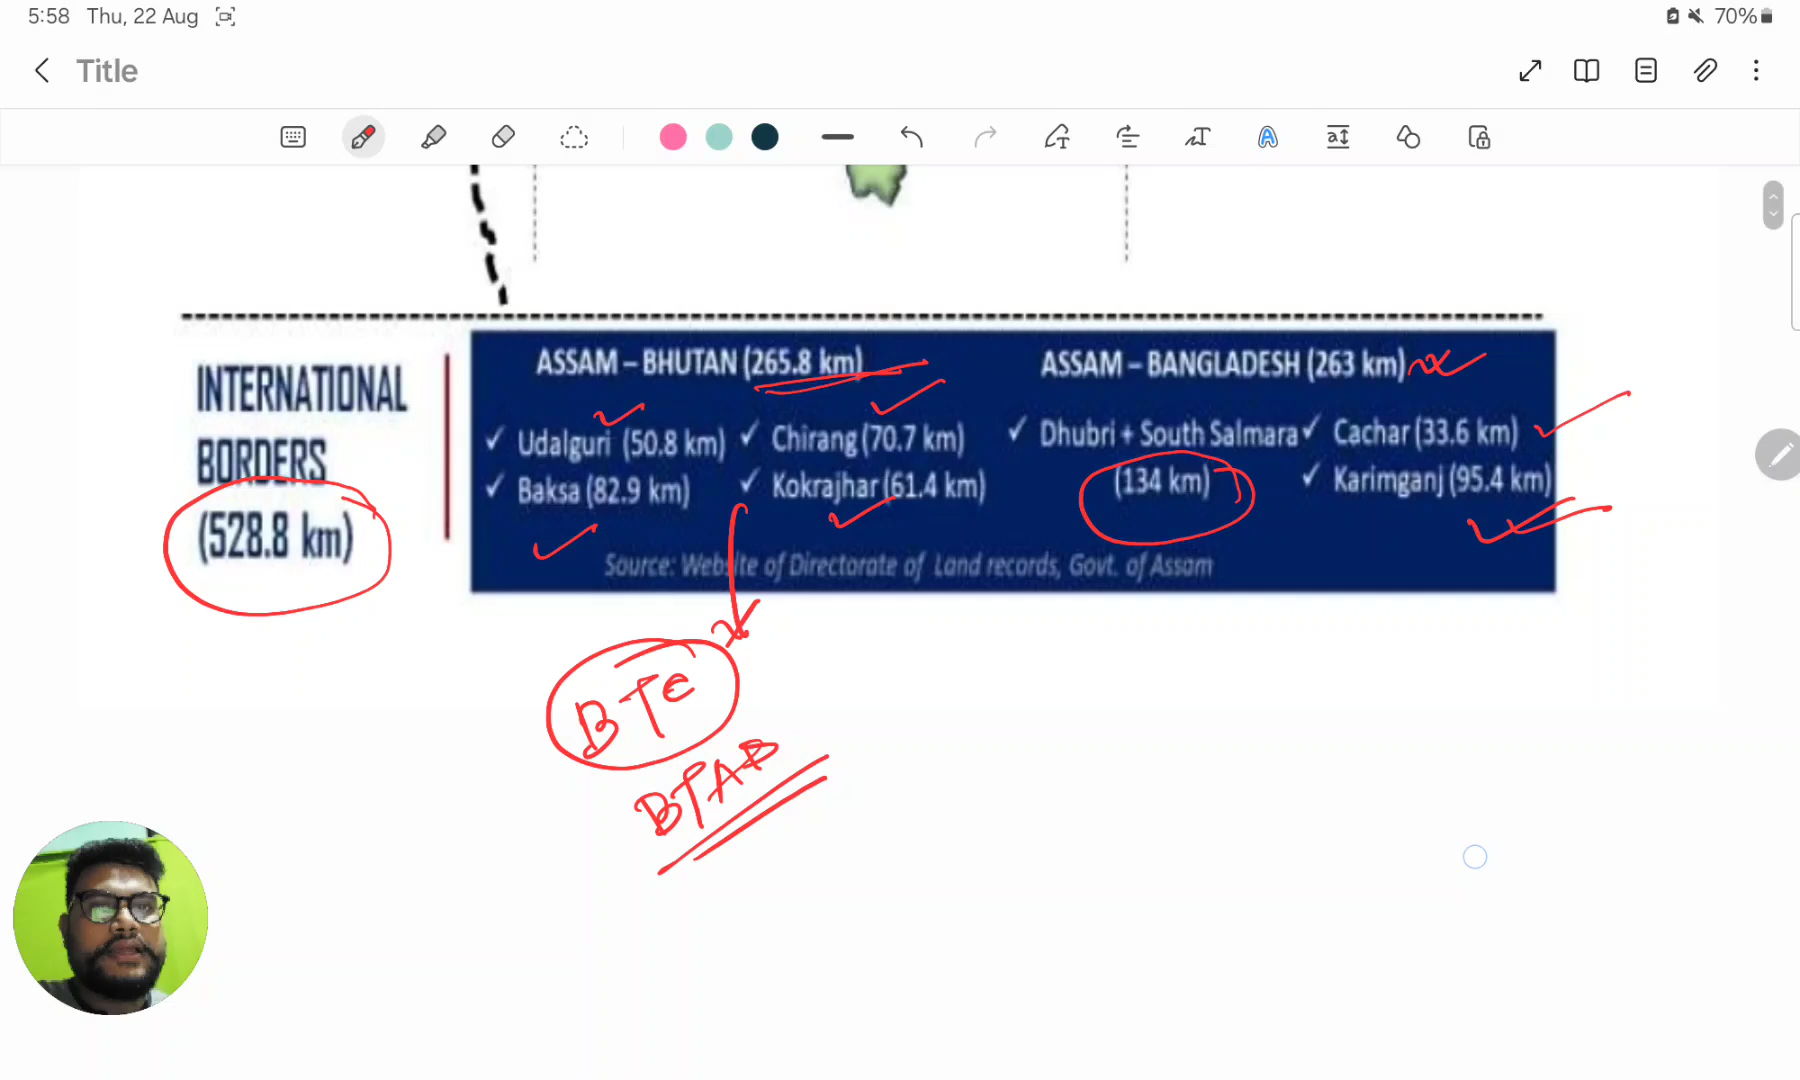 5:58 Thu, 22 Aug
70%
Title
INTERNATIONAL
BORDERS
(528.8 km)
ASSAM – BHUTAN (265.8 km)
✓ Udalguri (50.8 km) ✓ Chirang (70.7 km)
✓ Baksa (82.9 km) ✓ Kokrajhar (61.4 km)
ASSAM – BANGLADESH (263 km)
✓ Dhubri + South Salmara ✓ Cachar (33.6 km)
(134 km) ✓ Karimganj (95.4 km)
Source: Website of Directorate of Land records, Govt. of Assam
BTC
BTAD